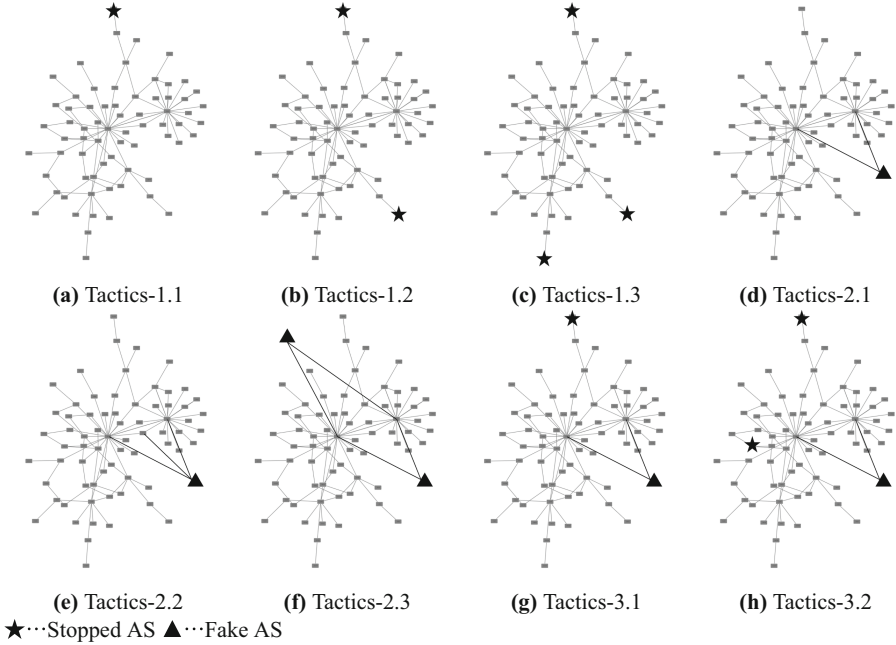 (a) Tactics-1.1 (b) Tactics-1.2 (c) Tactics-1.3 (d) Tactics-2.1
(e) Tactics-2.2 (f) Tactics-2.3 (g) Tactics-3.1 (h) Tactics-3.2
★⋯Stopped AS ▲⋯Fake AS